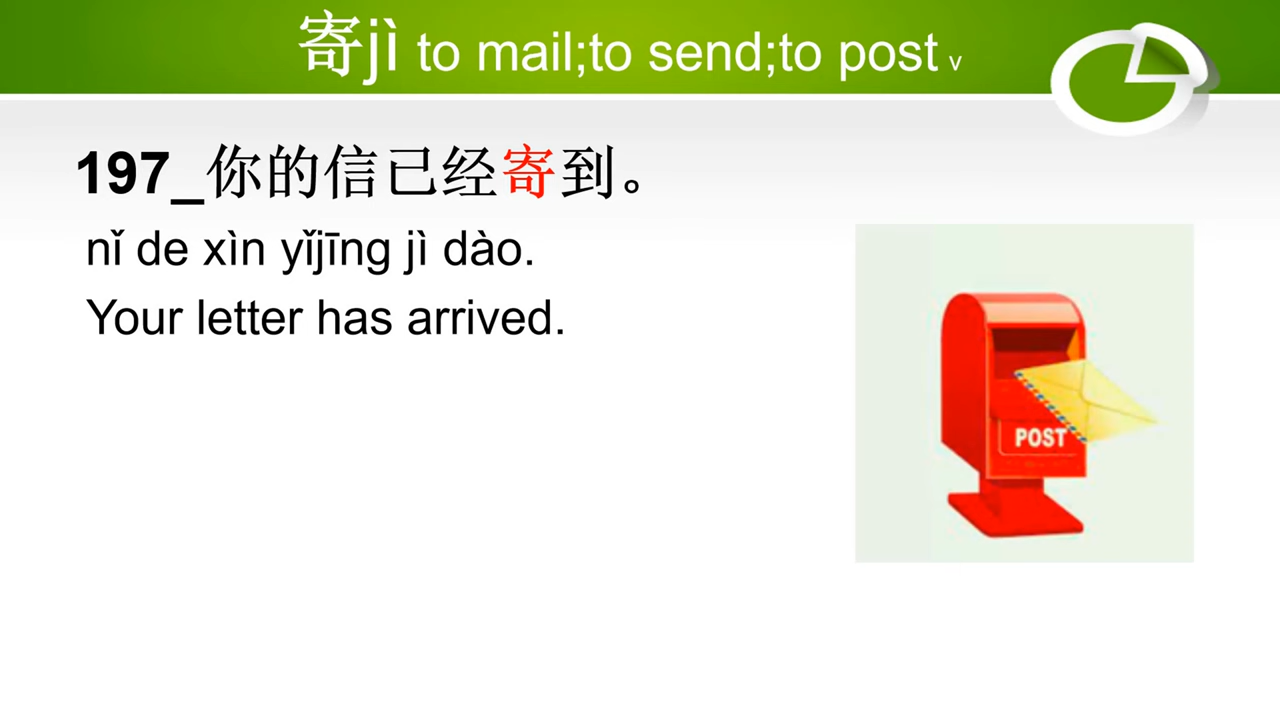 寄jì to mail;to send;to post v
197_你的信已经寄到。
nǐ de xìn yǐjīng jì dào.
Your letter has arrived.
POST